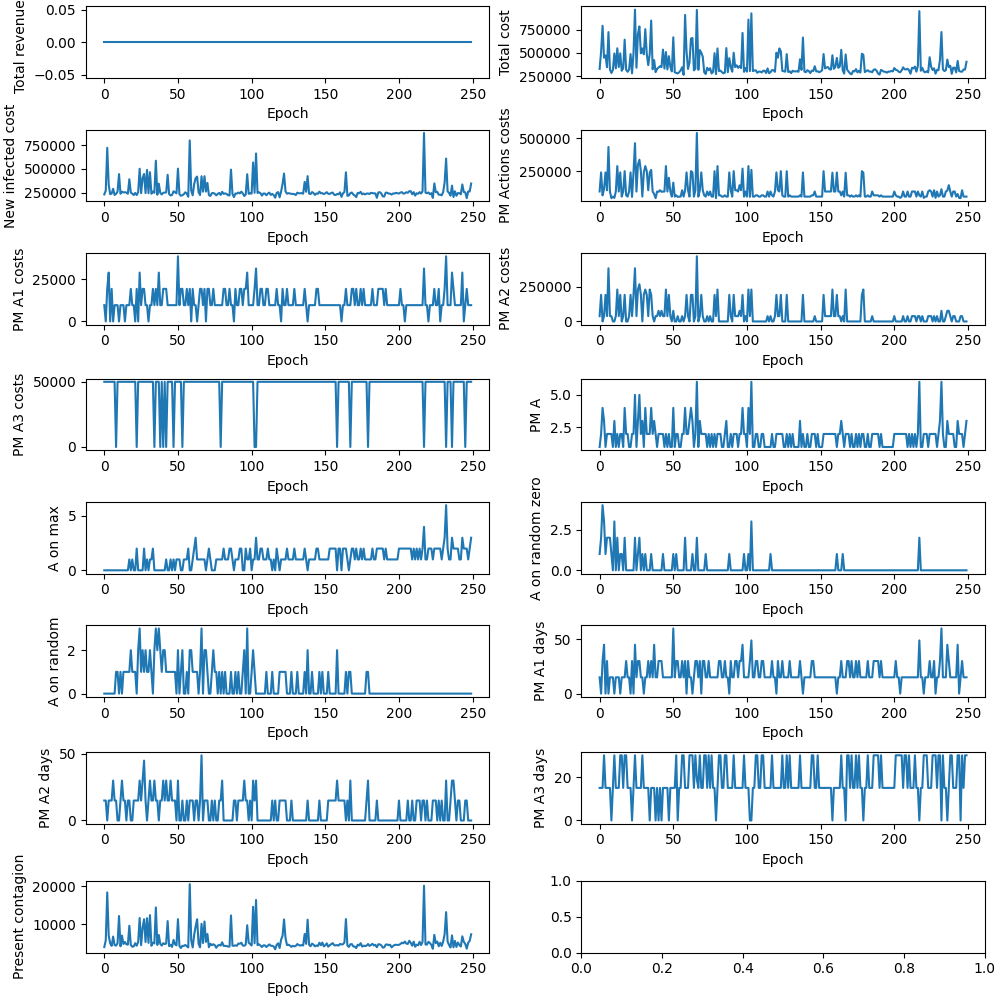 Total revenue
0.05
0.00
−0.05
0 50 100 150 200 250
Epoch
Total cost
750000
500000
250000
0 50 100 150 200 250
Epoch
New infected cost
750000
500000
250000
0 50 100 150 200 250
Epoch
PM Actions costs
500000
250000
0 50 100 150 200 250
Epoch
PM A1 costs
25000
0
0 50 100 150 200 250
Epoch
PM A2 costs
250000
0
0 50 100 150 200 250
Epoch
PM A3 costs
50000
0
0 50 100 150 200 250
Epoch
PM A
5.0
2.5
0 50 100 150 200 250
Epoch
A on max
5
0
0 50 100 150 200 250
Epoch
A on random zero
2.5
0.0
0 50 100 150 200 250
Epoch
A on random
2
0
0 50 100 150 200 250
Epoch
PM A1 days
50
0
0 50 100 150 200 250
Epoch
PM A2 days
50
0
0 50 100 150 200 250
Epoch
PM A3 days
20
0
0 50 100 150 200 250
Epoch
Present contagion
20000
10000
0 50 100 150 200 250
Epoch
1.0
0.5
0.0
0.0 0.2 0.4 0.6 0.8 1.0